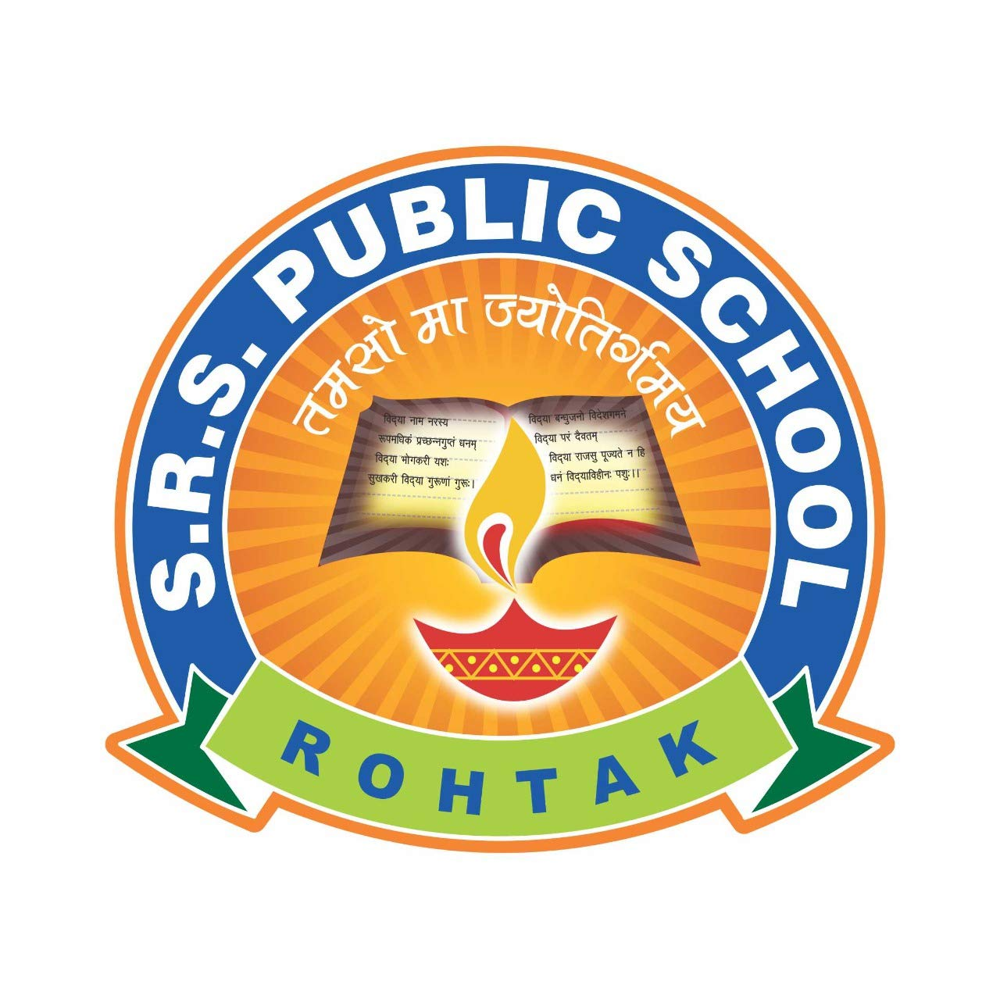 S.R.S. PUBLIC SCHOOL
तमसो मा ज्योतिर्गमय
विद्‌या नाम नरस्य
रूपमधिकं प्रच्छन्नगुप्तं धनम्
विद्‌या भोगकरी यशः
सुखकरी विद्‌या गुरूणां गुरूः।
विद्‌या बन्धुजनो विदेशगमने
विद्‌या परं दैवतम्
विद्‌या राजसु पूज्यते न हि
धनं विद्‌याविहीनः पशुः।।
ROHTAK